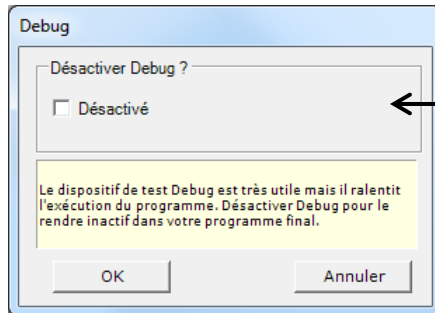 Debug
Désactiver Debug ?
Désactivé
Le dispositif de test Debug est très utile mais il ralentit
l'exécution du programme. Désactiver Debug pour le
rendre inactif dans votre programme final.
OK
Annuler